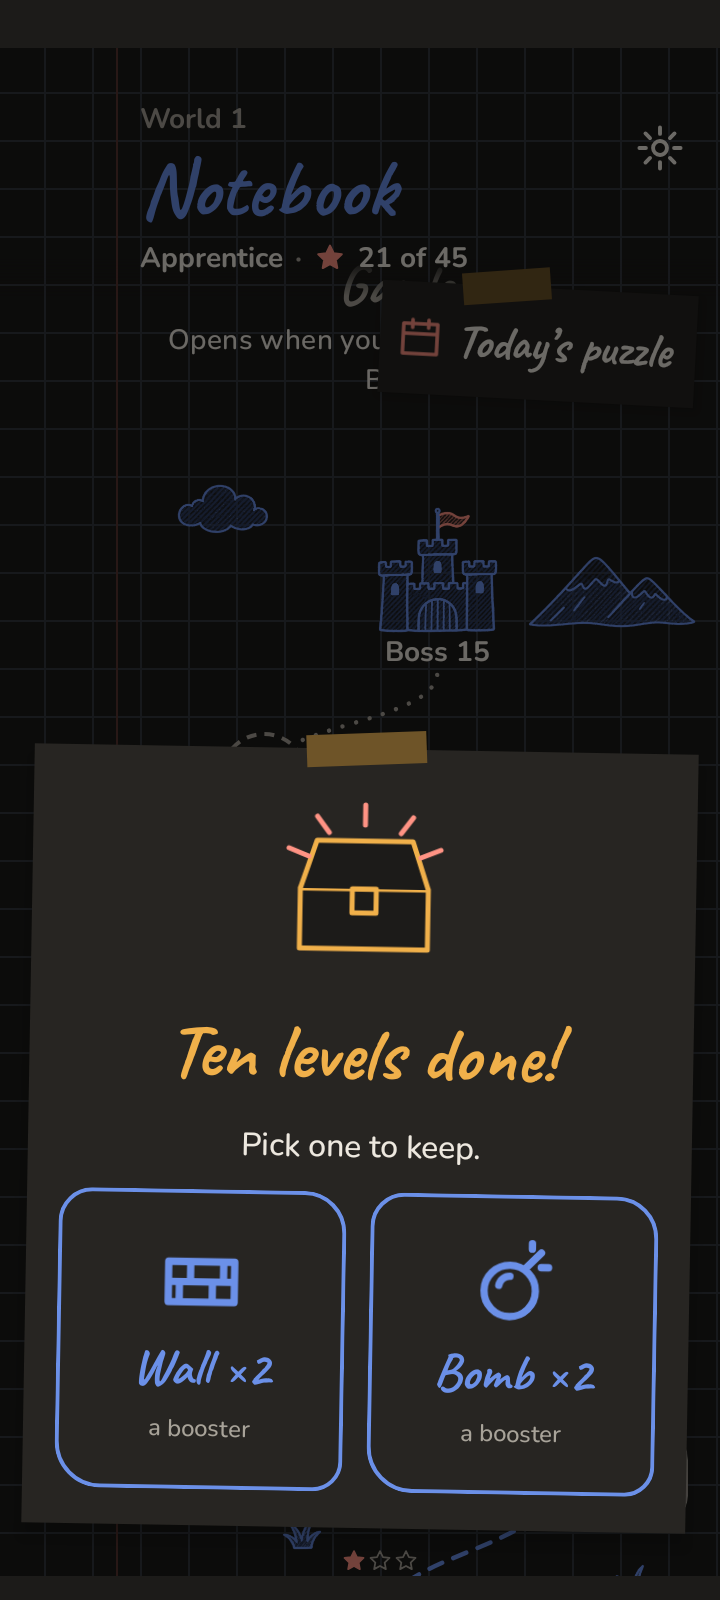 World 1
Notebook
Apprentice · 21 of 45
Opens when you
Today's puzzle
Boss 15
Ten levels done!
Pick one to keep.
Wall ×2
a booster
Bomb ×2
a booster